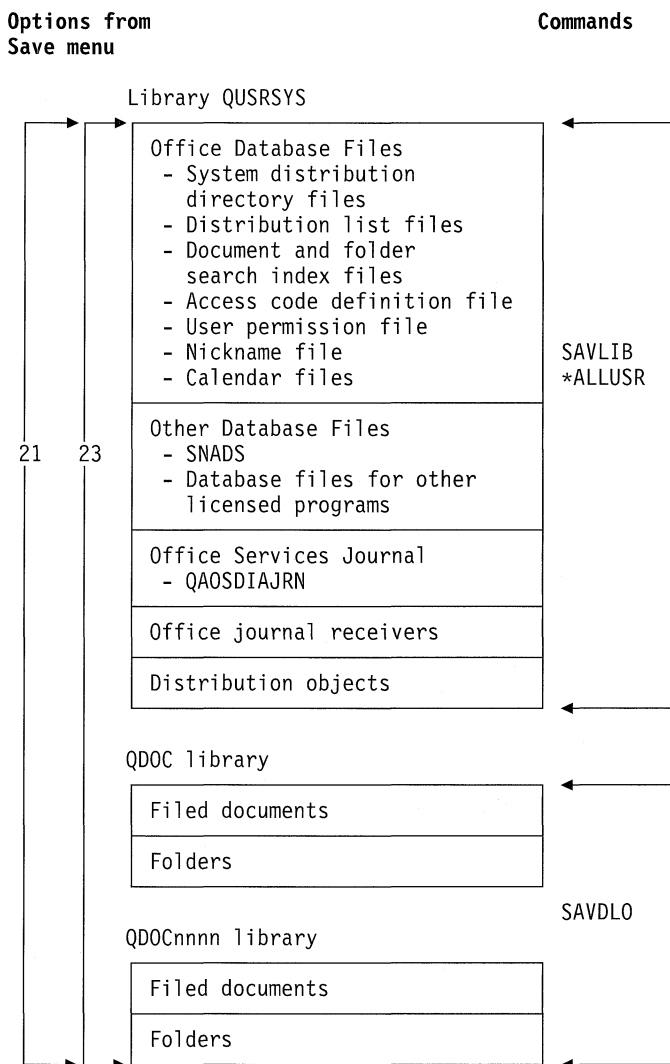 Options from
Save menu
Commands
Library QUSRSYS
Office Database Files
- System distribution
directory files
- Distribution list files
- Document and folder
search index files
- Access code definition file
- User permission file
- Nickname file
- Calendar files
SAVLIB
*ALLUSR
Other Database Files
- SNADS
- Database files for other
licensed programs
21
23
Office Services Journal
- QAOSDIAJRN
Office journal receivers
Distribution objects
QDOC library
Filed documents
Folders
SAVDLO
QDOCnnnn library
Filed documents
Folders